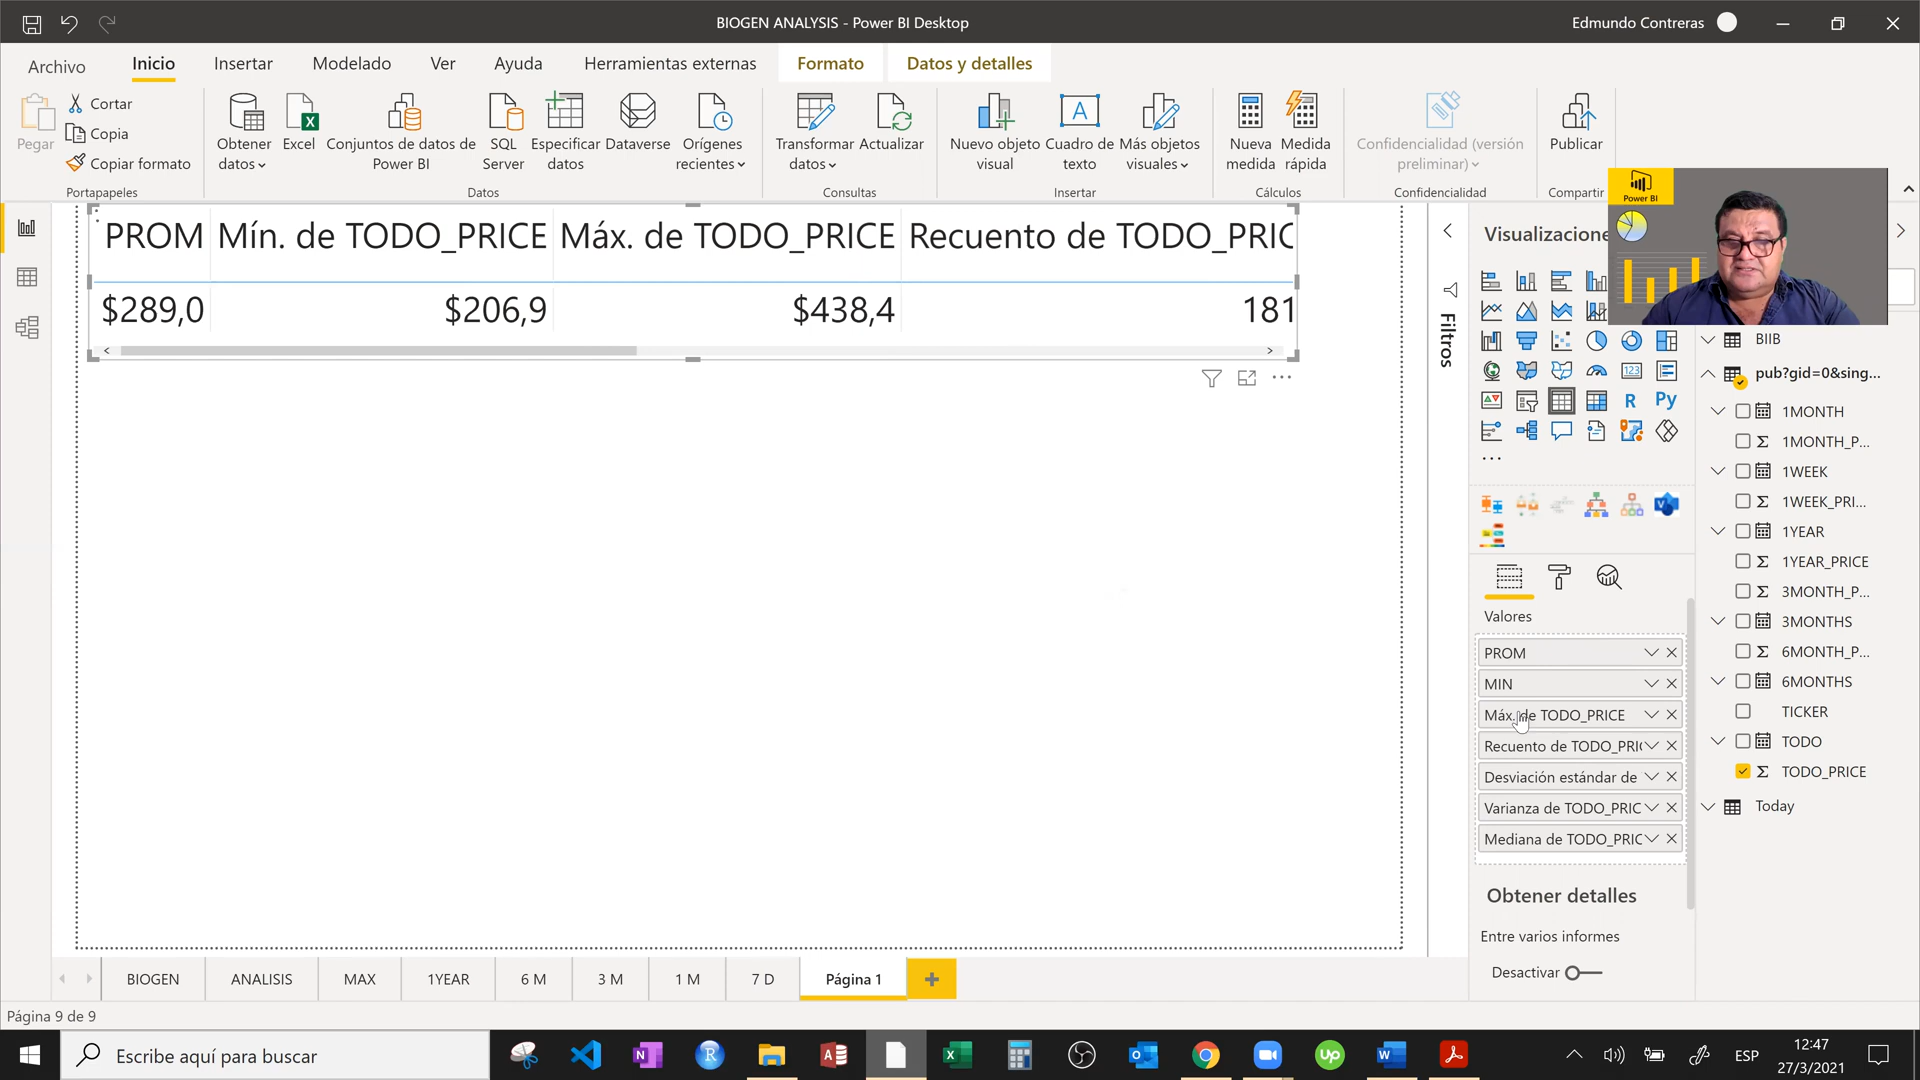 BIOGEN ANALYSIS - Power BI Desktop
Edmundo Contreras
Archivo
Inicio
Insertar
Modelado
Ver
Ayuda
Herramientas externas
Formato
Datos y detalles
Pegar
Cortar
Copia
Copiar formato
Portapapeles
Obtener datos
Excel
Conjuntos de datos de Power BI
SQL Server
Especificar datos
Dataverse
Orígenes recientes
Datos
Transformar datos
Actualizar
Consultas
Nuevo objeto visual
Cuadro de texto
Más objetos visuales
Insertar
Nueva medida
Medida rápida
Cálculos
Confidencialidad (versión preliminar)
Confidencialidad
Publicar
Compartir
Power BI
PROM Mín. de TODO_PRICE Máx. de TODO_PRICE Recuento de TODO_PRIC
$289,0 $206,9 $438,4 181
Filtros
Visualizacione
R
Py
Valores
PROM
MIN
Máx. de TODO_PRICE
Recuento de TODO_PRI
Desviación estándar de
Varianza de TODO_PRIC
Mediana de TODO_PRIC
Obtener detalles
Entre varios informes
Desactivar
BIIB
pub?gid=0&sing...
1MONTH
1MONTH_P...
1WEEK
1WEEK_PRI...
1YEAR
1YEAR_PRICE
3MONTH_P...
3MONTHS
6MONTH_P...
6MONTHS
TICKER
TODO
TODO_PRICE
Today
BIOGEN
ANALISIS
MAX
1YEAR
6 M
3 M
1 M
7 D
Página 1
Página 9 de 9
Escribe aquí para buscar
ESP
12:47
27/3/2021